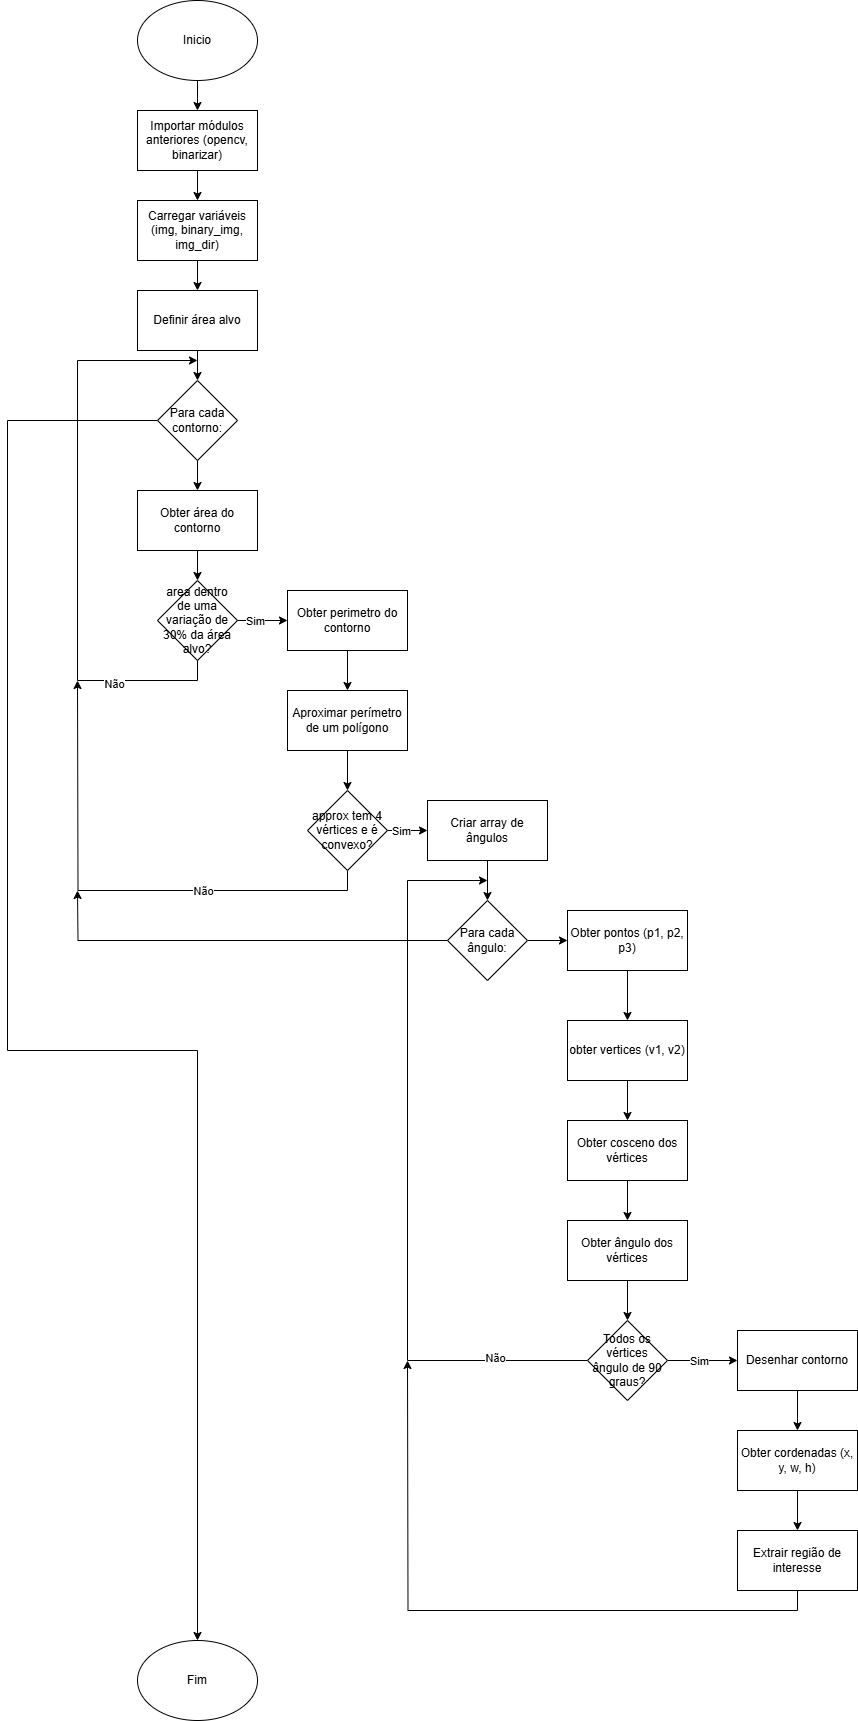 Inicio
Importar módulos
anteriores (opencv,
binarizar)
Carregar variáveis
(img, binary_img,
img_dir)
Definir área alvo
Para cada
contorno:
Obter área do
contorno
area dentro
de uma
variação de
30% da área
alvo?
Sim
Obter perimetro do
contorno
Não
Aproximar perímetro
de um polígono
approx tem 4
vértices e é
convexo?
Sim
Criar array de
ângulos
Não
Para cada
ângulo:
Obter pontos (p1, p2,
p3)
obter vertices (v1, v2)
Obter cosceno dos
vértices
Obter ângulo dos
vértices
Todos os
vértices
ângulo de 90
graus?
Não
Sim
Desenhar contorno
Obter cordenadas (x,
y, w, h)
Extrair região de
interesse
Fim